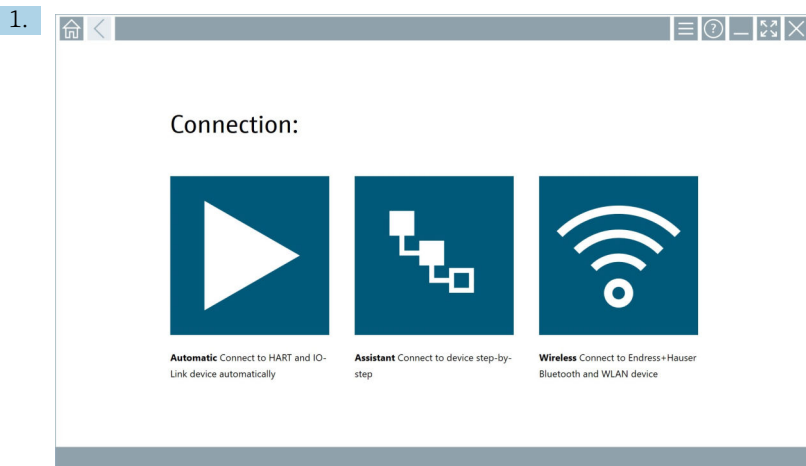 1.
Connection:
Automatic Connect to HART and IO-
Link device automatically
Assistant Connect to device step-by-
step
Wireless Connect to Endress+Hauser
Bluetooth and WLAN device